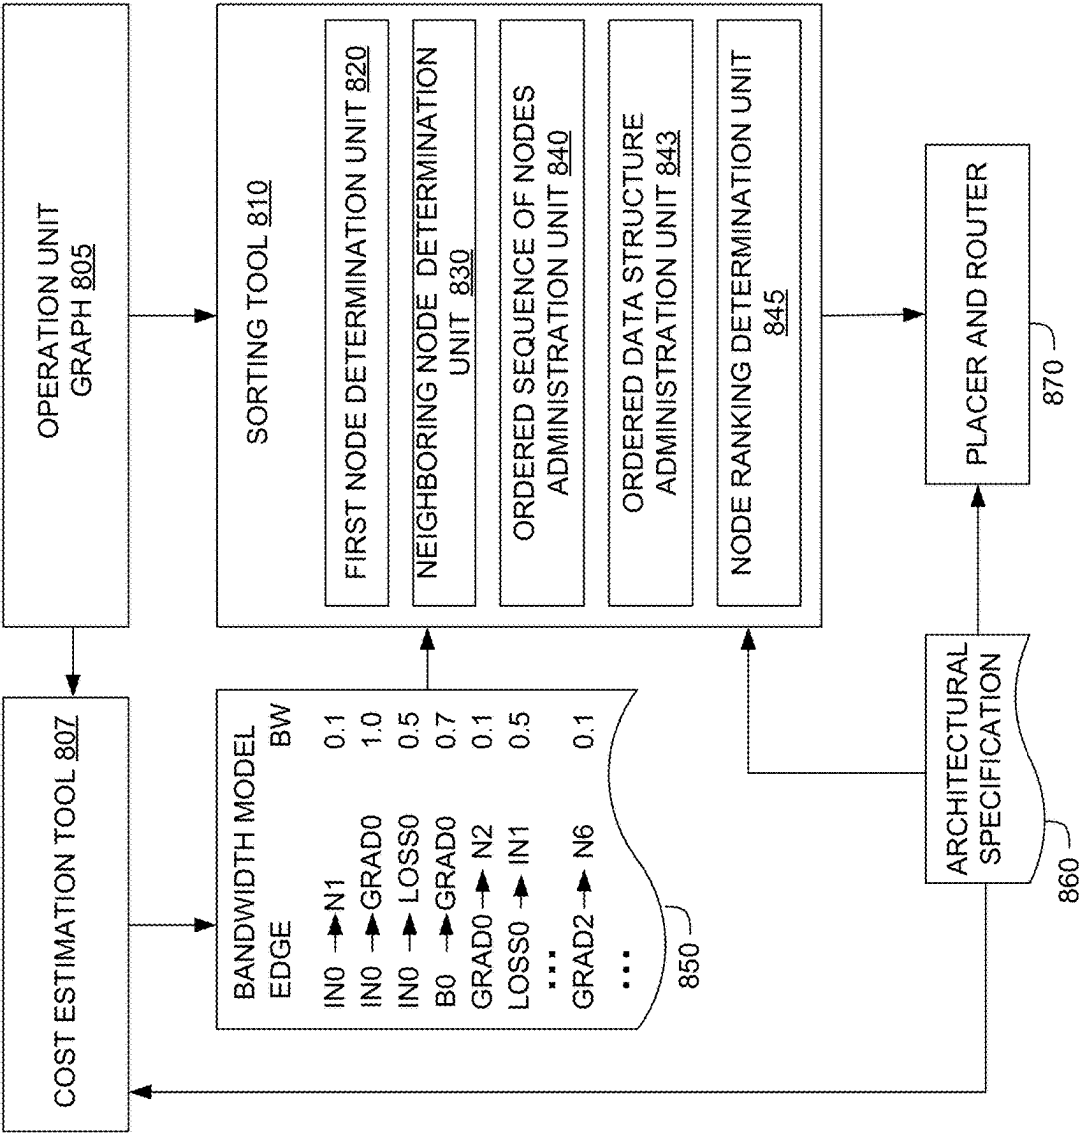 OPERATION UNIT
GRAPH 805
COST ESTIMATION TOOL 807
SORTING TOOL 810
FIRST NODE DETERMINATION UNIT 820
NEIGHBORING NODE DETERMINATION
UNIT 830
ORDERED SEQUENCE OF NODES
ADMINISTRATION UNIT 840
ORDERED DATA STRUCTURE
ADMINISTRATION UNIT 843
NODE RANKING DETERMINATION UNIT
845
BANDWIDTH MODEL
EDGE BW
IN0 → N1 0.1
IN0 → GRAD0 1.0
IN0 → LOSS0 0.5
B0 → GRAD0 0.7
GRAD0 → N2 0.1
LOSS0 → IN1 0.5
...
GRAD2 → N6 0.1
...
850
ARCHITECTURAL
SPECIFICATION
860
PLACER AND ROUTER
870